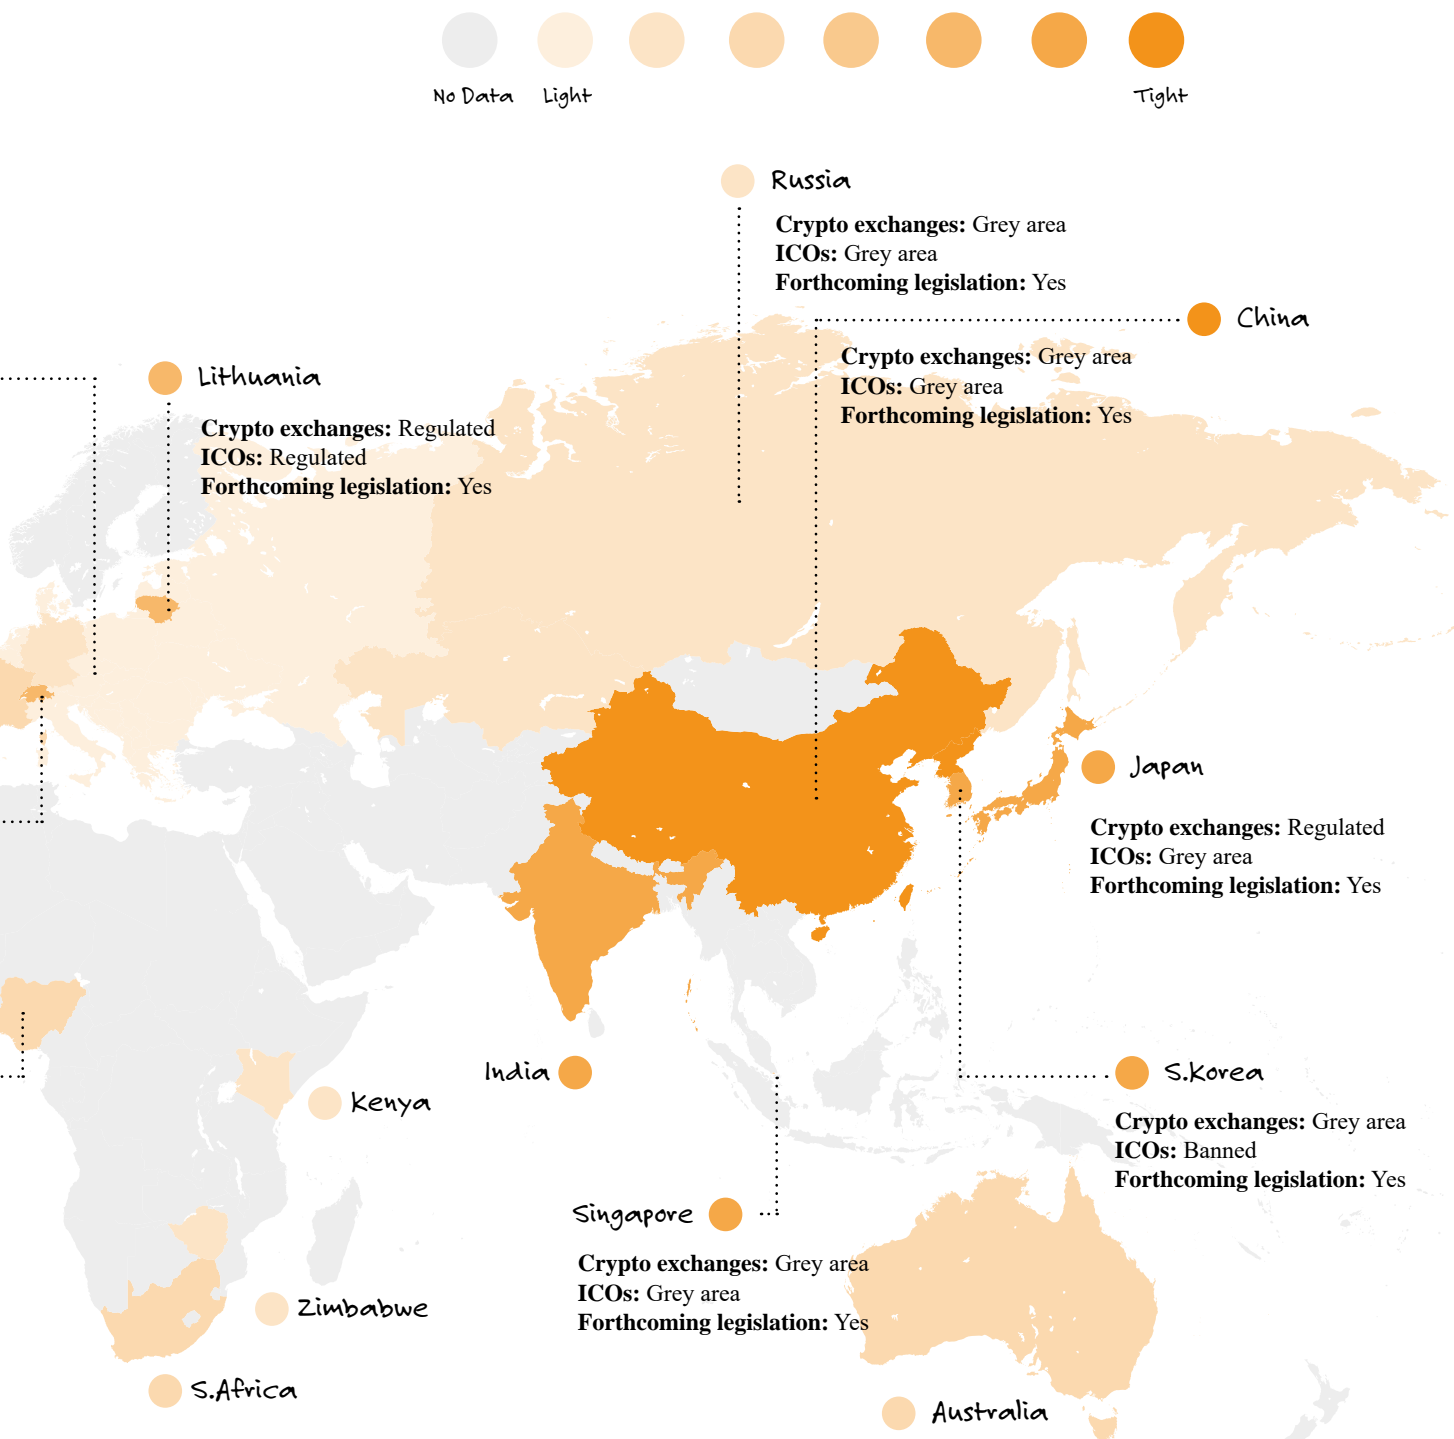 No Data
Light
Tight
Russia
Crypto exchanges: Grey area
ICOs: Grey area
Forthcoming legislation: Yes
China
Crypto exchanges: Grey area
ICOs: Grey area
Forthcoming legislation: Yes
Lithuania
Crypto exchanges: Regulated
ICOs: Regulated
Forthcoming legislation: Yes
Japan
Crypto exchanges: Regulated
ICOs: Grey area
Forthcoming legislation: Yes
India
Kenya
S.Korea
Crypto exchanges: Grey area
ICOs: Banned
Forthcoming legislation: Yes
Singapore
Crypto exchanges: Grey area
ICOs: Grey area
Forthcoming legislation: Yes
Zimbabwe
S.Africa
Australia